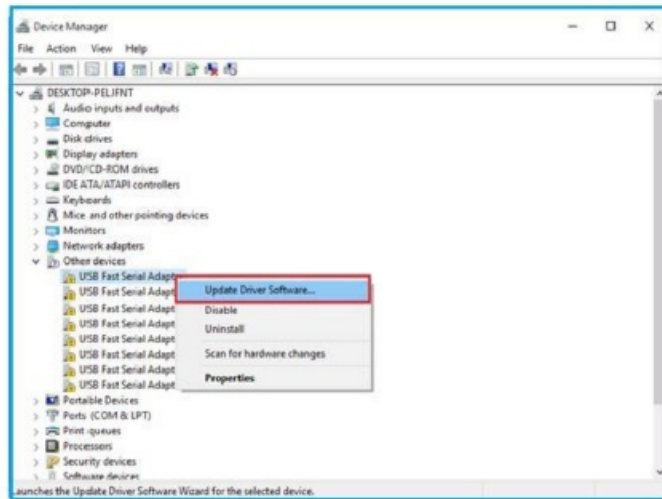 Device Manager
File Action View Help
DESKTOP-PELJFNT
Audio inputs and outputs
Computer
Disk drives
Display adapters
DVD/CD-ROM drives
IDE ATA/ATAPI controllers
Keyboards
Mice and other pointing devices
Monitors
Network adapters
Other devices
USB Fast Serial Adapt
USB Fast Serial Adapt
USB Fast Serial Adapt
USB Fast Serial Adapt
USB Fast Serial Adapt
USB Fast Serial Adapt
USB Fast Serial Adapt
USB Fast Serial Adapt
Update Driver Software...
Disable
Uninstall
Scan for hardware changes
Properties
Portable Devices
Ports (COM & LPT)
Print queues
Processors
Security devices
Software devices
aunches the Update Driver Software Wizard for the selected device.